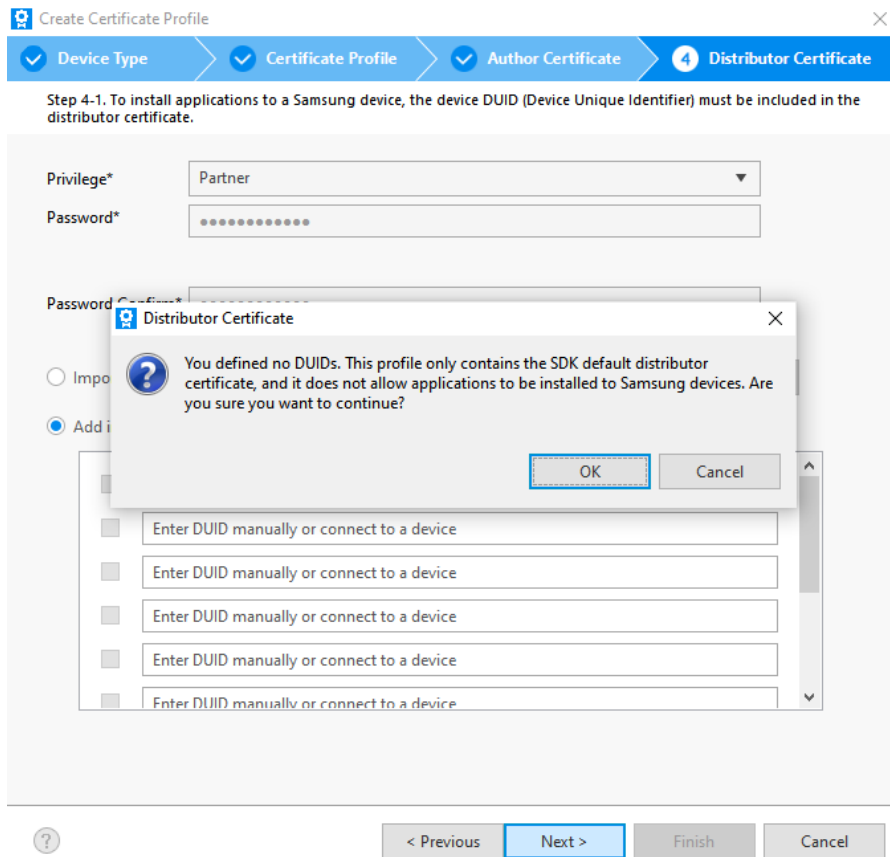 Create Certificate Profile
Device Type
Certificate Profile
Author Certificate
4 Distributor Certificate
Step 4-1. To install applications to a Samsung device, the device DUID (Device Unique Identifier) must be included in the
distributor certificate.
Privilege*
Partner
Password*
Password Confirm*
Distributor Certificate
You defined no DUIDs. This profile only contains the SDK default distributor
certificate, and it does not allow applications to be installed to Samsung devices. Are
you sure you want to continue?
Impo
Add i
OK
Cancel
Enter DUID manually or connect to a device
Enter DUID manually or connect to a device
Enter DUID manually or connect to a device
Enter DUID manually or connect to a device
Enter DUID manually or connect to a device
?
< Previous
Next >
Finish
Cancel